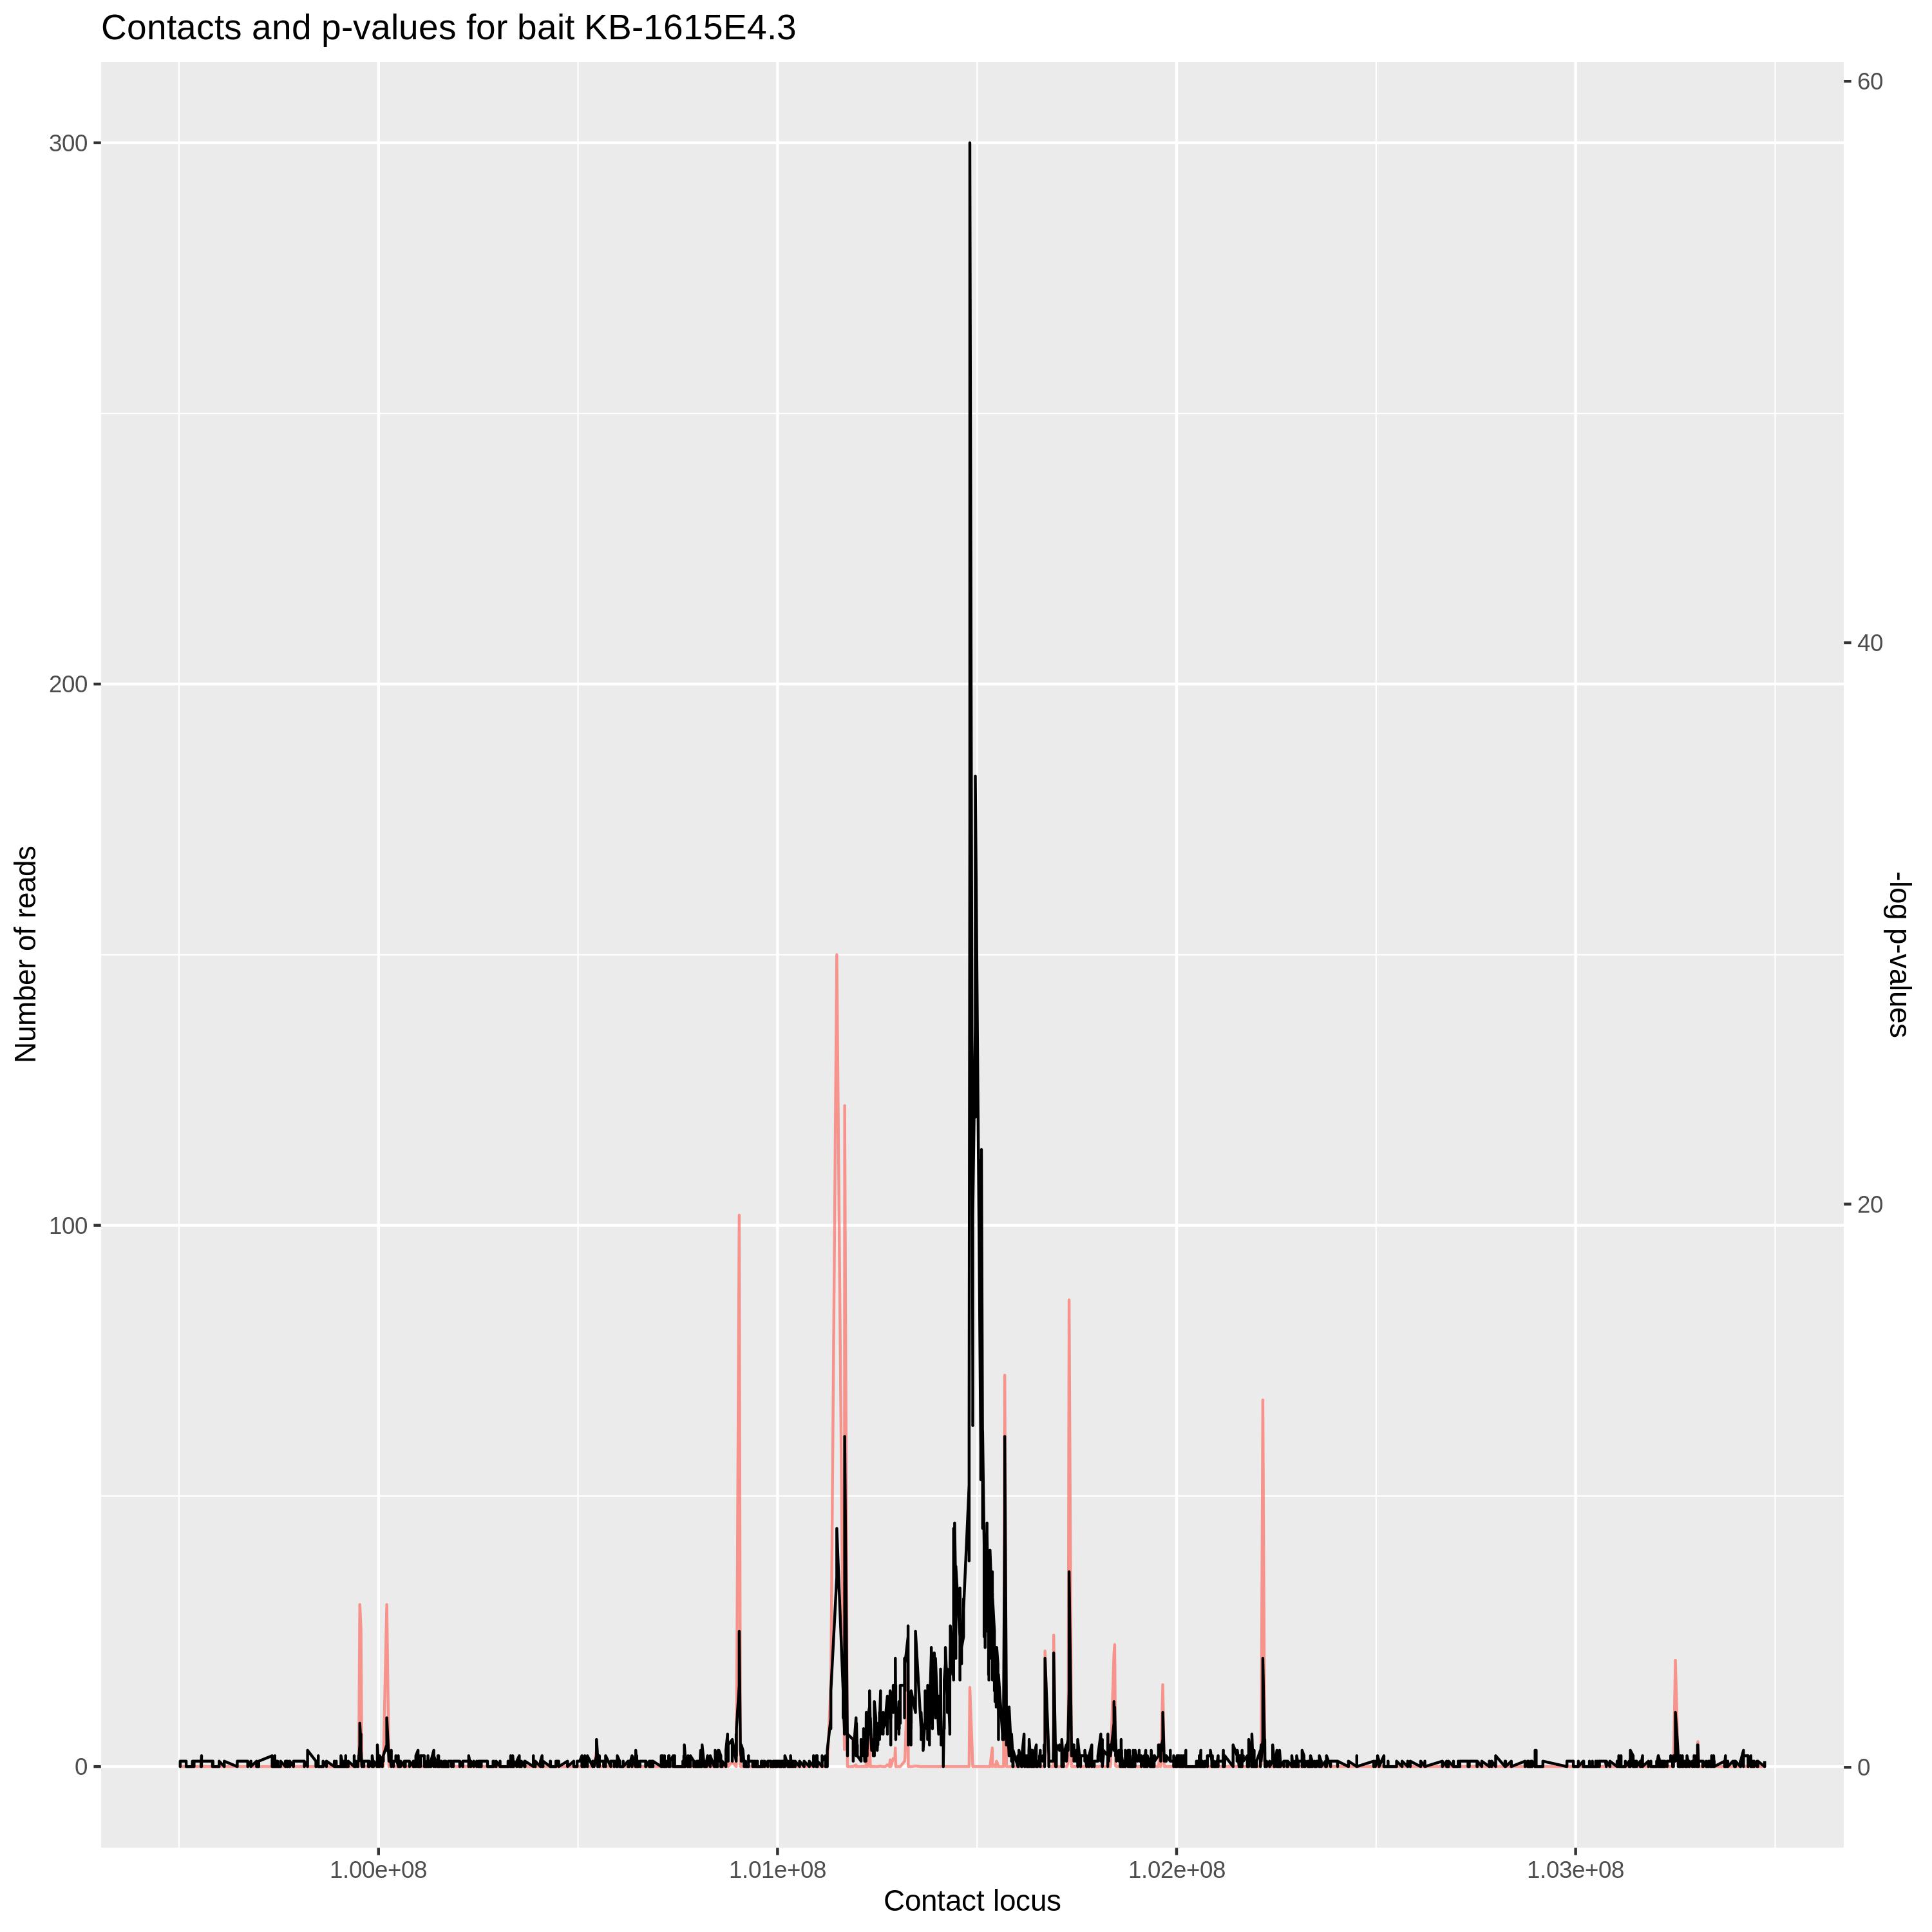 Contacts and p-values for bait KB-1615E4.3
Number of reads
300
200
100
0
60
40
20
0
-log p-values
1.00e+08
1.01e+08
1.02e+08
1.03e+08
Contact locus